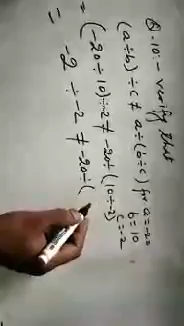 Q.10:- verify that
(a÷b)÷c ≠ a÷(b÷c) for a=-20
b=10
c=-2
= (-20÷10)÷-2 ≠ -20÷(10÷-2)
= -2 ÷ -2 ≠ -20÷(